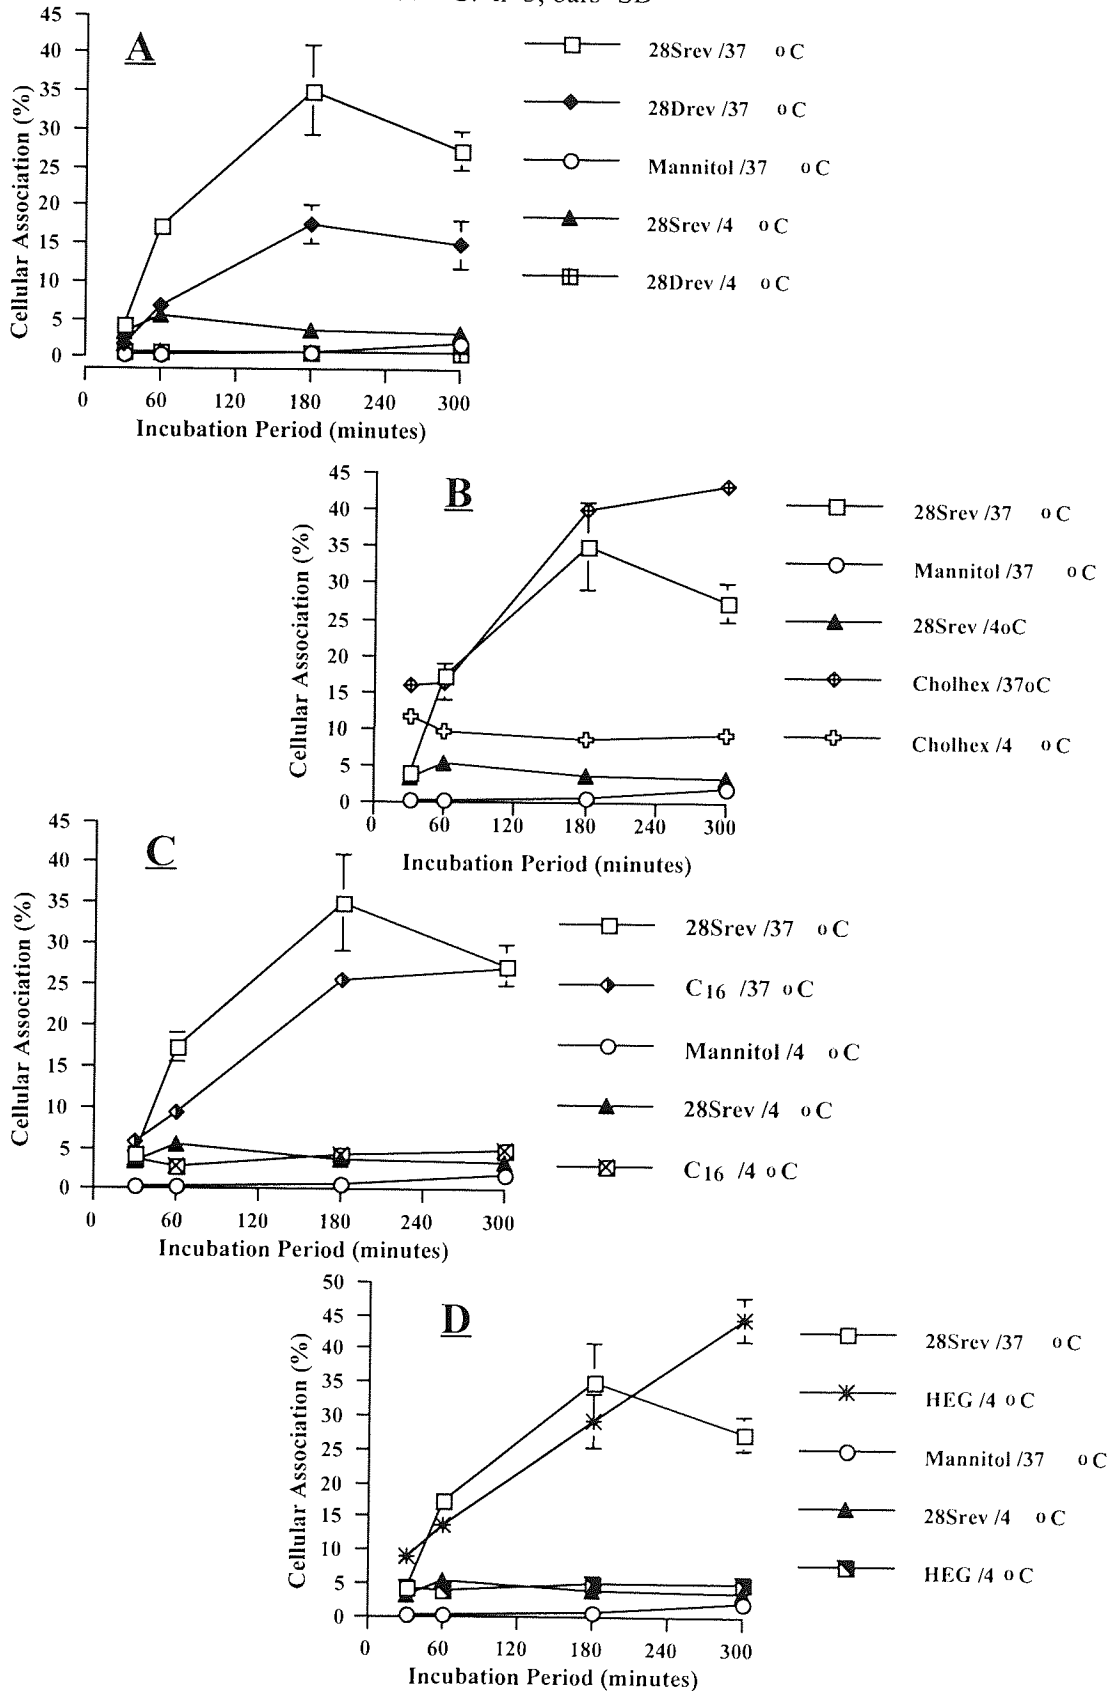 n=3, bars=SD
A
45
40
35
30
25
20
15
10
5
0
Cellular Association (%)
0 60 120 180 240 300
Incubation Period (minutes)
28Srev /37 o C
28Drev /37 o C
Mannitol /37 o C
28Srev /4 o C
28Drev /4 o C
B
45
40
35
30
25
20
15
10
5
0
Cellular Association (%)
0 60 120 180 240 300
Incubation Period (minutes)
28Srev /37 o C
Mannitol /37 o C
28Srev /4oC
Cholhex /37oC
Cholhex /4 o C
C
45
40
35
30
25
20
15
10
5
0
Cellular Association (%)
0 60 120 180 240 300
Incubation Period (minutes)
28Srev /37 o C
C16 /37 o C
Mannitol /4 o C
28Srev /4 o C
C16 /4 o C
D
50
45
40
35
30
25
20
15
10
5
0
Cellular Association (%)
0 60 120 180 240 300
Incubation Period (minutes)
28Srev /37 o C
HEG /4 o C
Mannitol /37 o C
28Srev /4 o C
HEG /4 o C